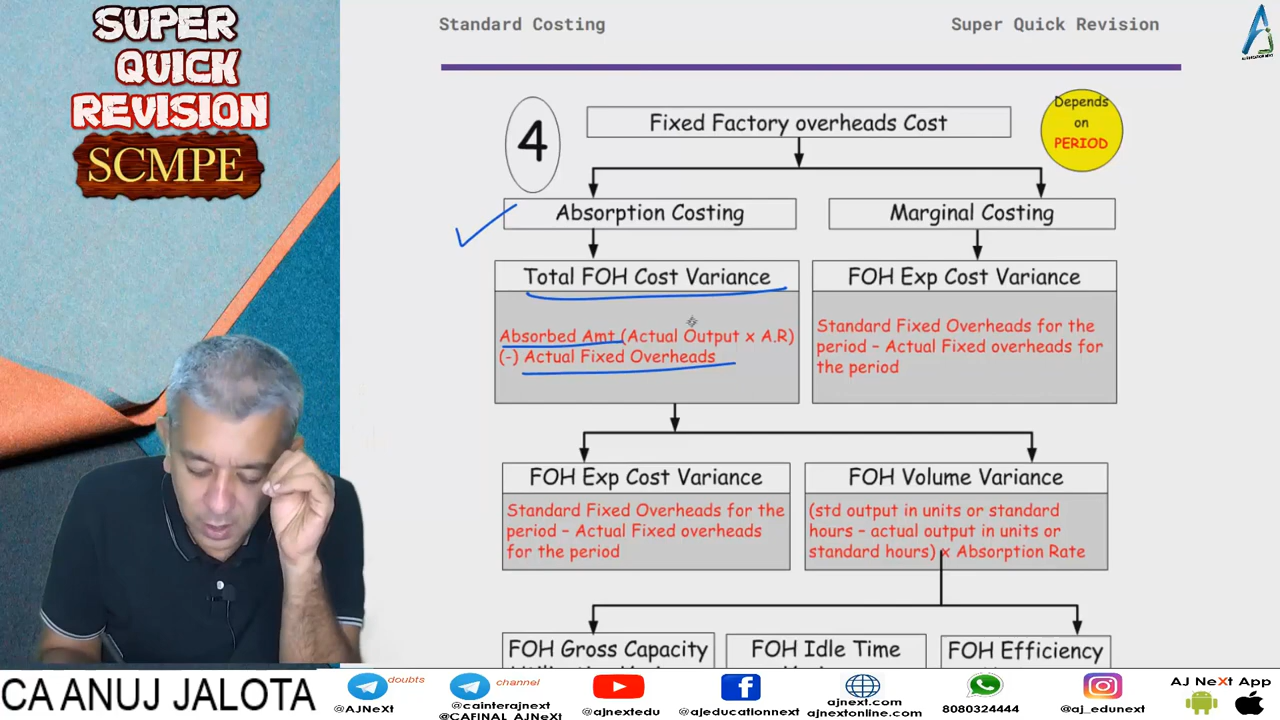 SUPER
QUICK
REVISION
SCMPE
Standard Costing
Super Quick Revision
4
Fixed Factory overheads Cost
Depends
on
PERIOD
Absorption Costing
Marginal Costing
Total FOH Cost Variance
Absorbed Amt (Actual Output x A.R)
(-) Actual Fixed Overheads
FOH Exp Cost Variance
Standard Fixed Overheads for the
period – Actual Fixed overheads for
the period
FOH Exp Cost Variance
Standard Fixed Overheads for the
period – Actual Fixed overheads
for the period
FOH Volume Variance
(std output in units or standard
hours – actual output in units or
standard hours) x Absorption Rate
FOH Gross Capacity
FOH Idle Time
FOH Efficiency
CA ANUJ JALOTA
doubts
@AJNeXt
channel
@cainterajnext
@CAFINAL_AJNeXt
@ajnextedu
@ajeducationnext
ajnext.com
ajnextonline.com
8080324444
@aj_edunext
AJ NeXt App